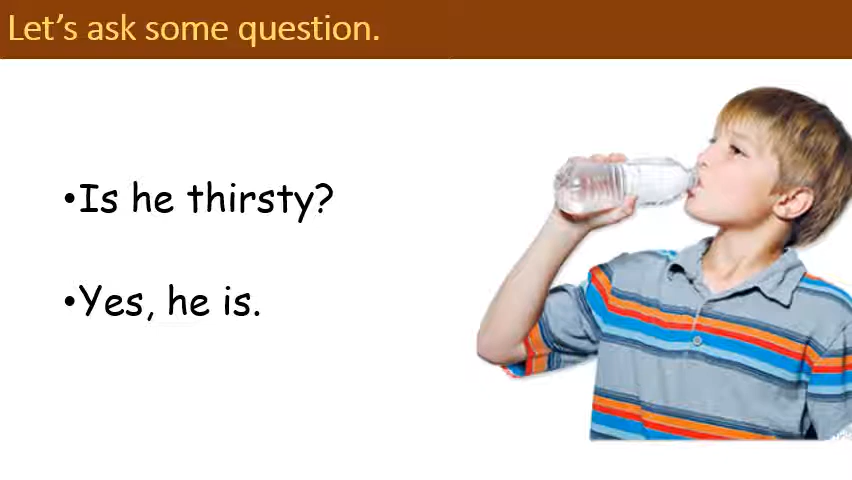 Let's ask some question.
•Is he thirsty?
•Yes, he is.